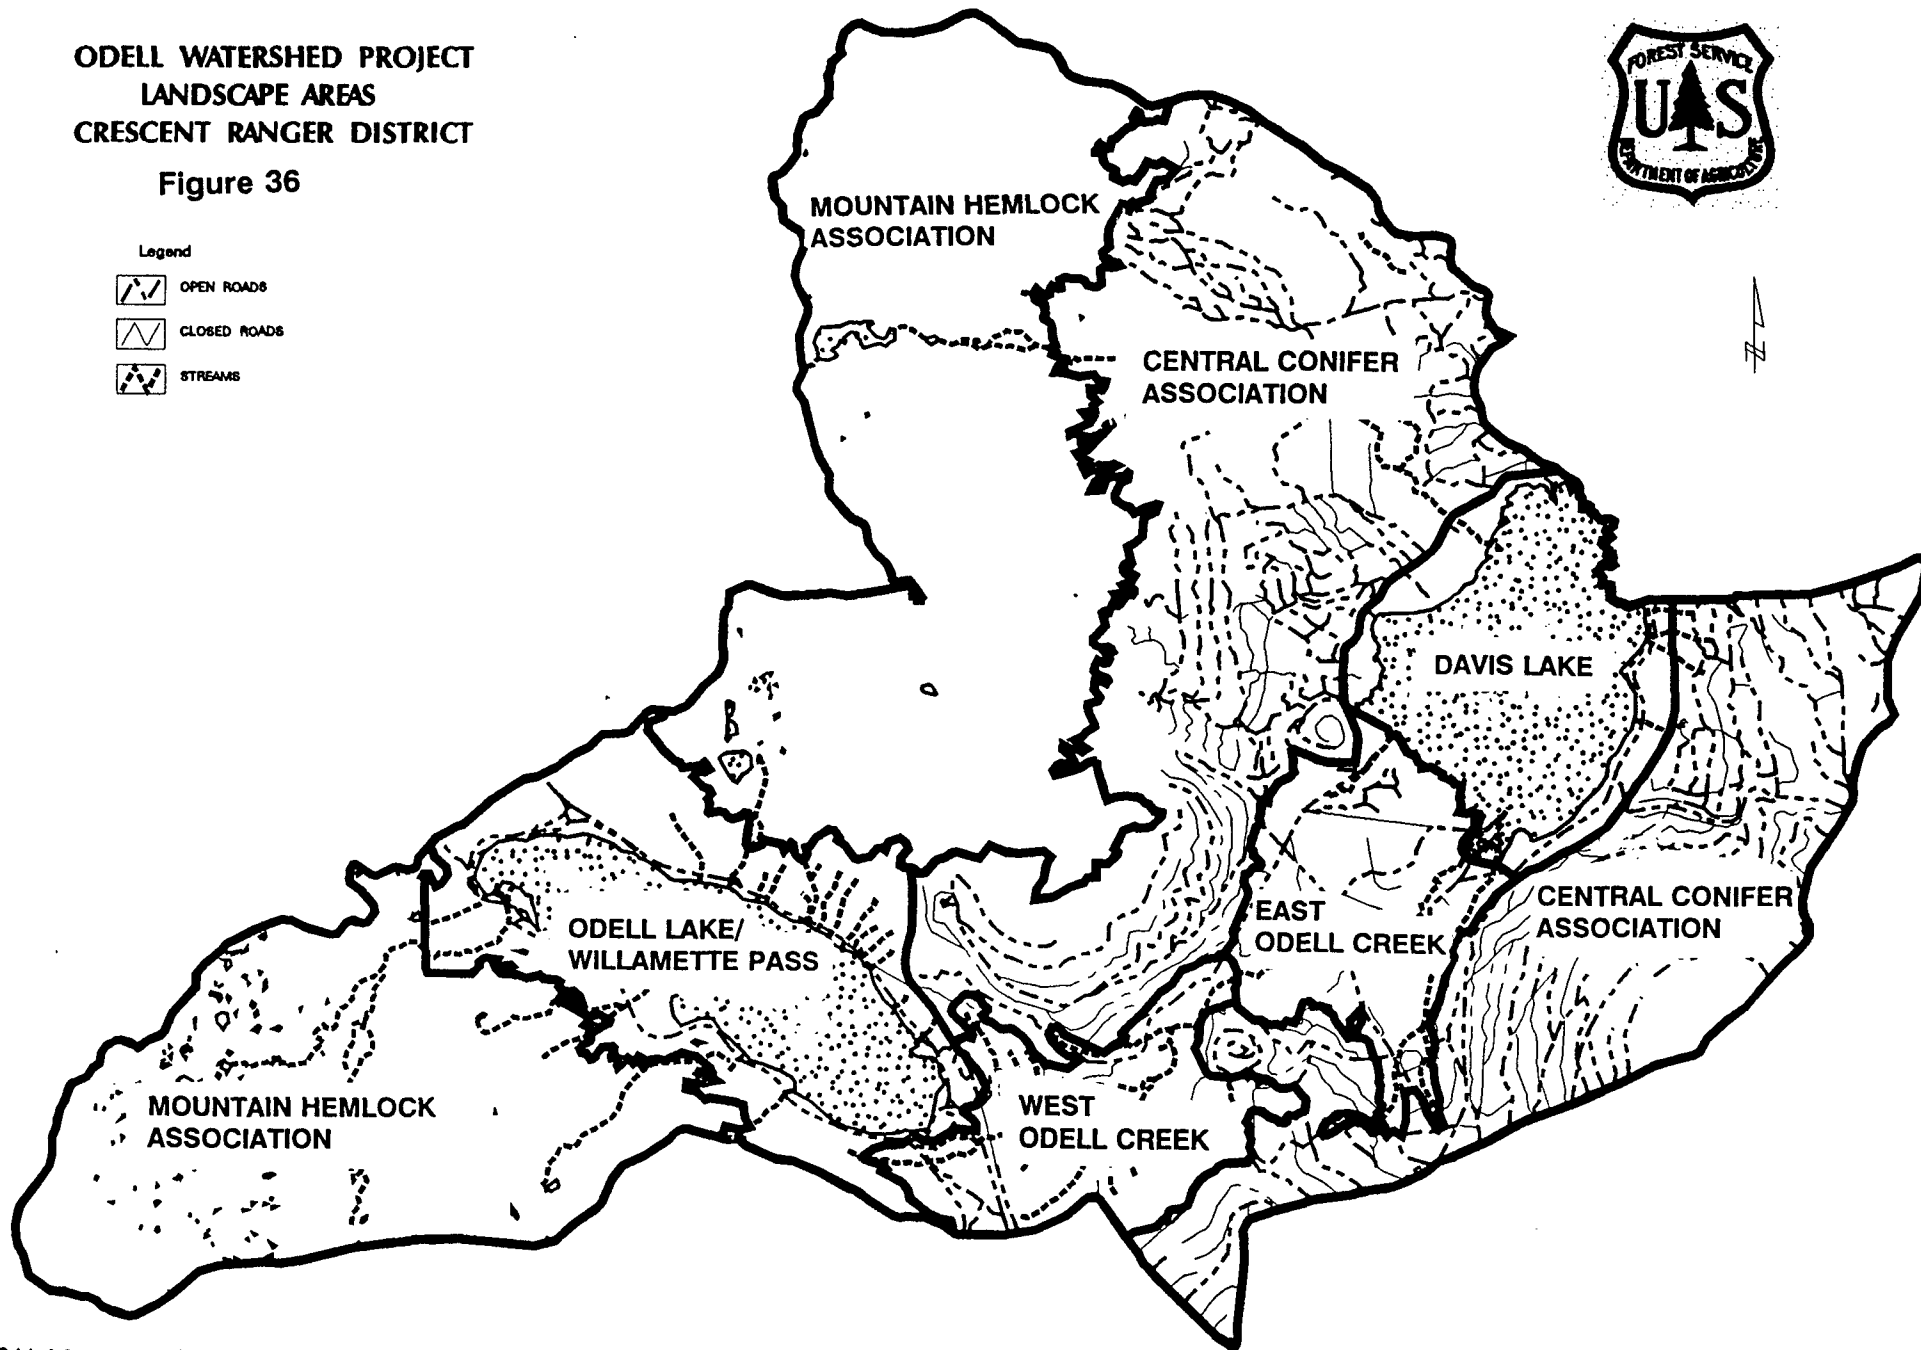 ODELL WATERSHED PROJECT
LANDSCAPE AREAS
CRESCENT RANGER DISTRICT
Figure 36
Legend
OPEN ROADS
CLOSED ROADS
STREAMS
FOREST SERVICE
U S
DEPARTMENT OF AGRICULTURE
N
MOUNTAIN HEMLOCK
ASSOCIATION
CENTRAL CONIFER
ASSOCIATION
DAVIS LAKE
CENTRAL CONIFER
ASSOCIATION
EAST
ODELL CREEK
ODELL LAKE/
WILLAMETTE PASS
WEST
ODELL CREEK
MOUNTAIN HEMLOCK
ASSOCIATION